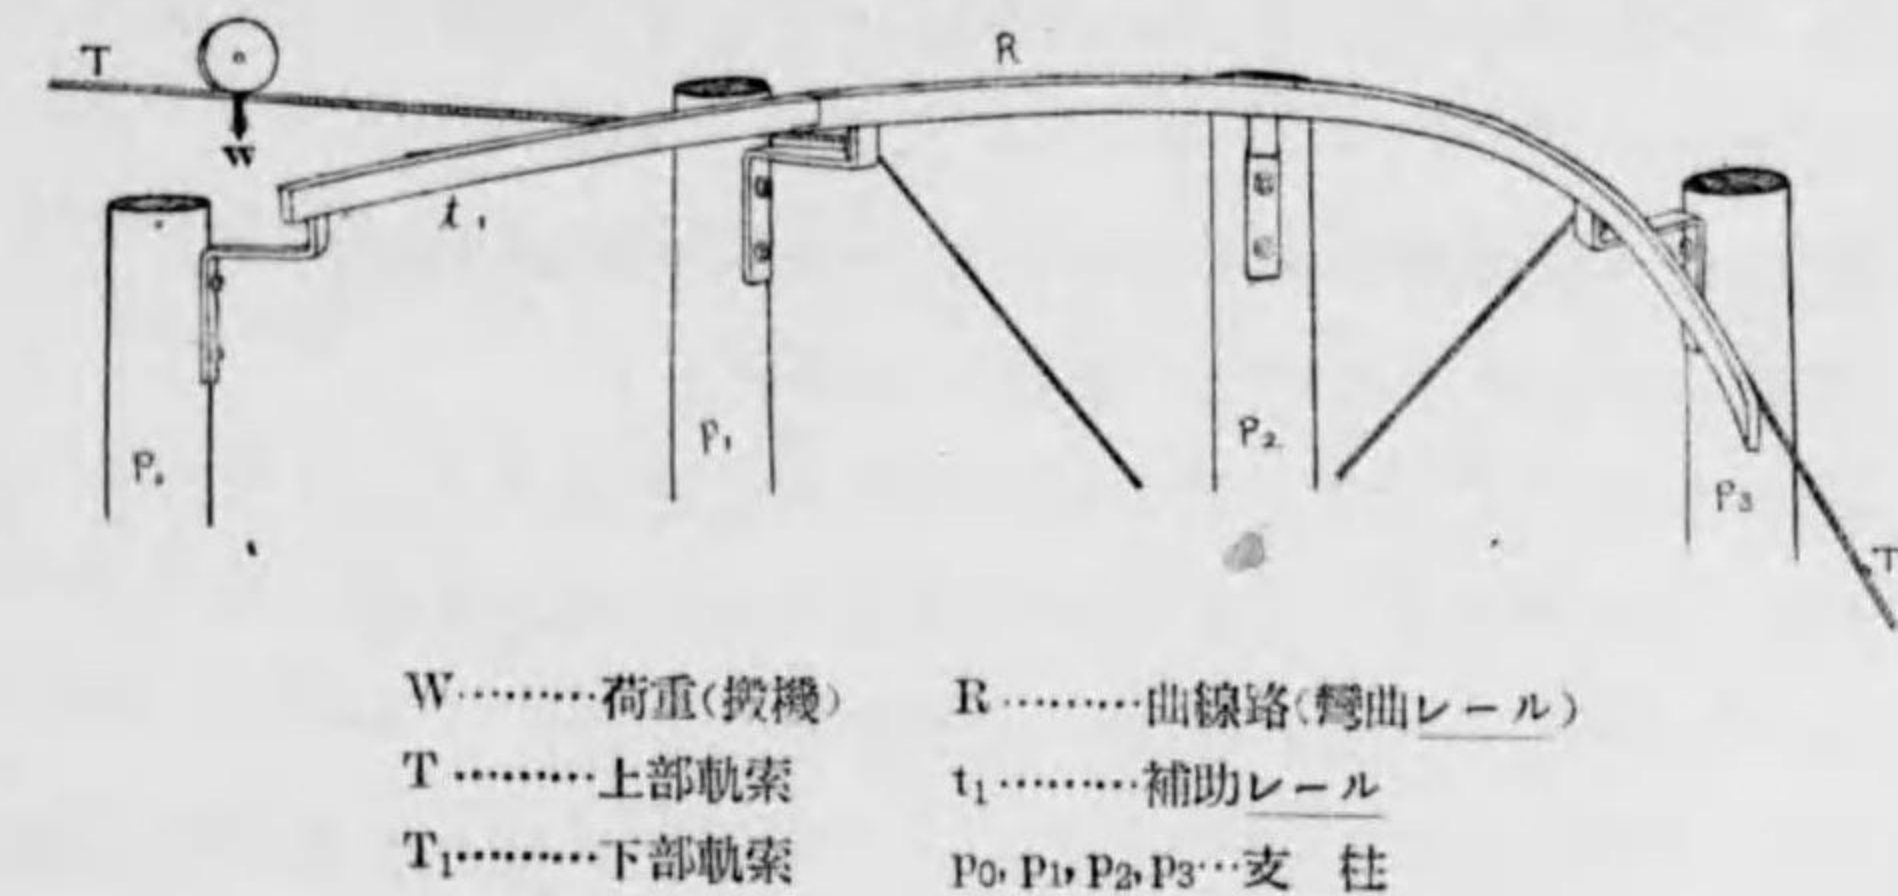 T
R
W
t₁
P₀
P₁
P₂
P₃
T
W………荷重(搬機)
R………曲線路(彎曲レール)
T………上部軌索
t₁………補助レール
T₁………下部軌索
p₀, p₁, p₂, p₃…支 柱